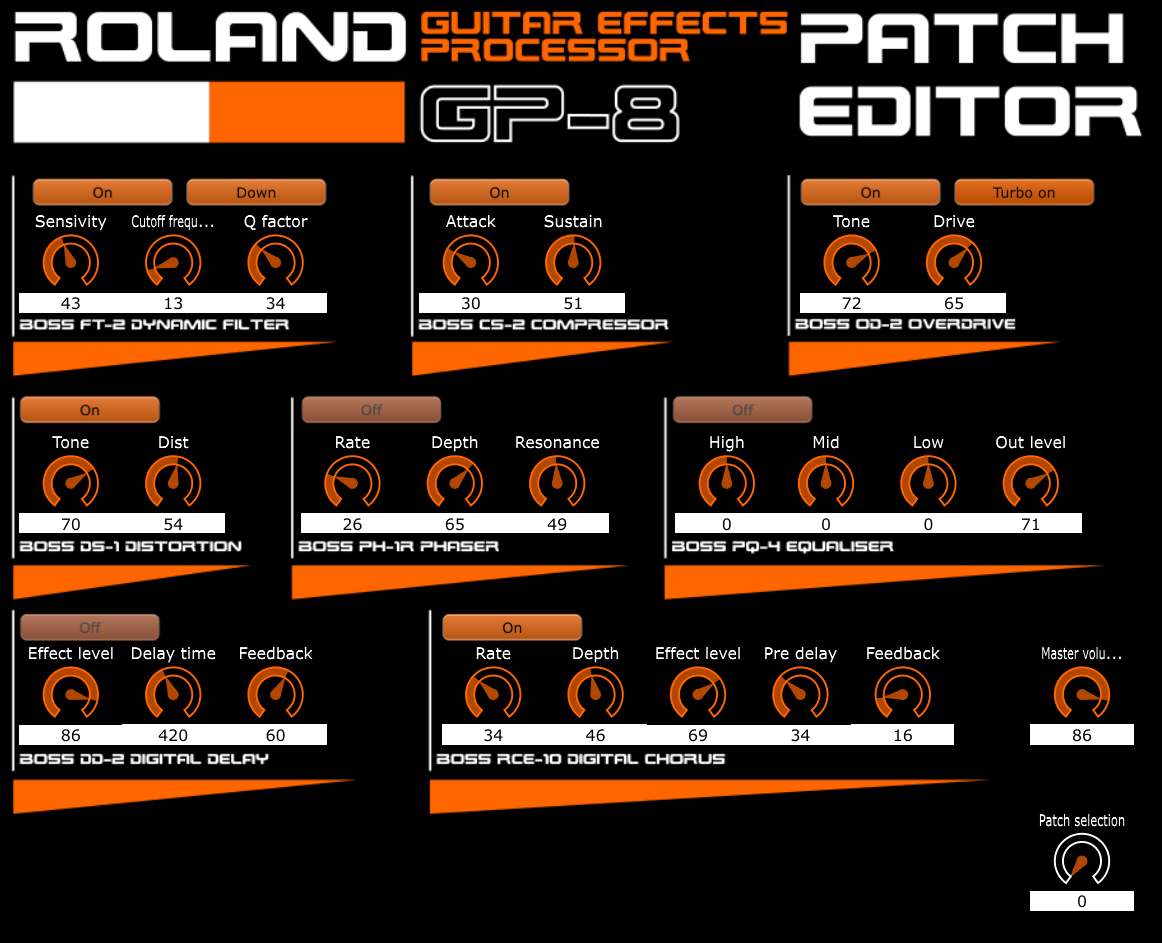 ROLAND
GUITAR EFFECTS
PROCESSOR
GP-8
PATCH
EDITOR
On Down
Sensivity Cutoff frequ... Q factor
43 13 34
BOSS FT-2 DYNAMIC FILTER
On
Attack Sustain
30 51
BOSS CS-2 COMPRESSOR
On Turbo on
Tone Drive
72 65
BOSS OD-2 OVERDRIVE
On
Tone Dist
70 54
BOSS DS-1 DISTORTION
Off
Rate Depth Resonance
26 65 49
BOSS PH-1R PHASER
Off
High Mid Low Out level
0 0 0 71
BOSS PQ-4 EQUALISER
Off
Effect level Delay time Feedback
86 420 60
BOSS DD-2 DIGITAL DELAY
On
Rate Depth Effect level Pre delay Feedback
34 46 69 34 16
BOSS RCE-10 DIGITAL CHORUS
Master volu...
86
Patch selection
0